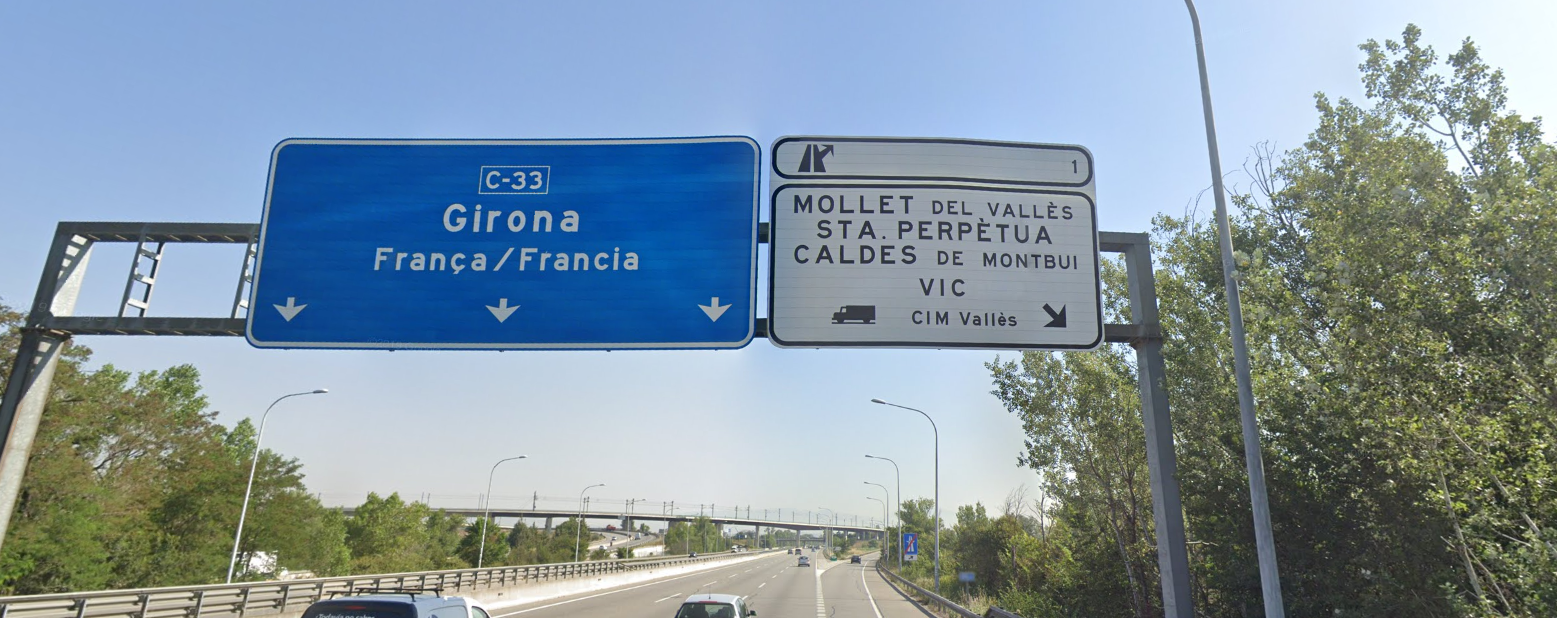 C-33
Girona
França/Francia
1
MOLLET DEL VALLÈS
STA. PERPÈTUA
CALDES DE MONTBUI
VIC
CIM Vallès